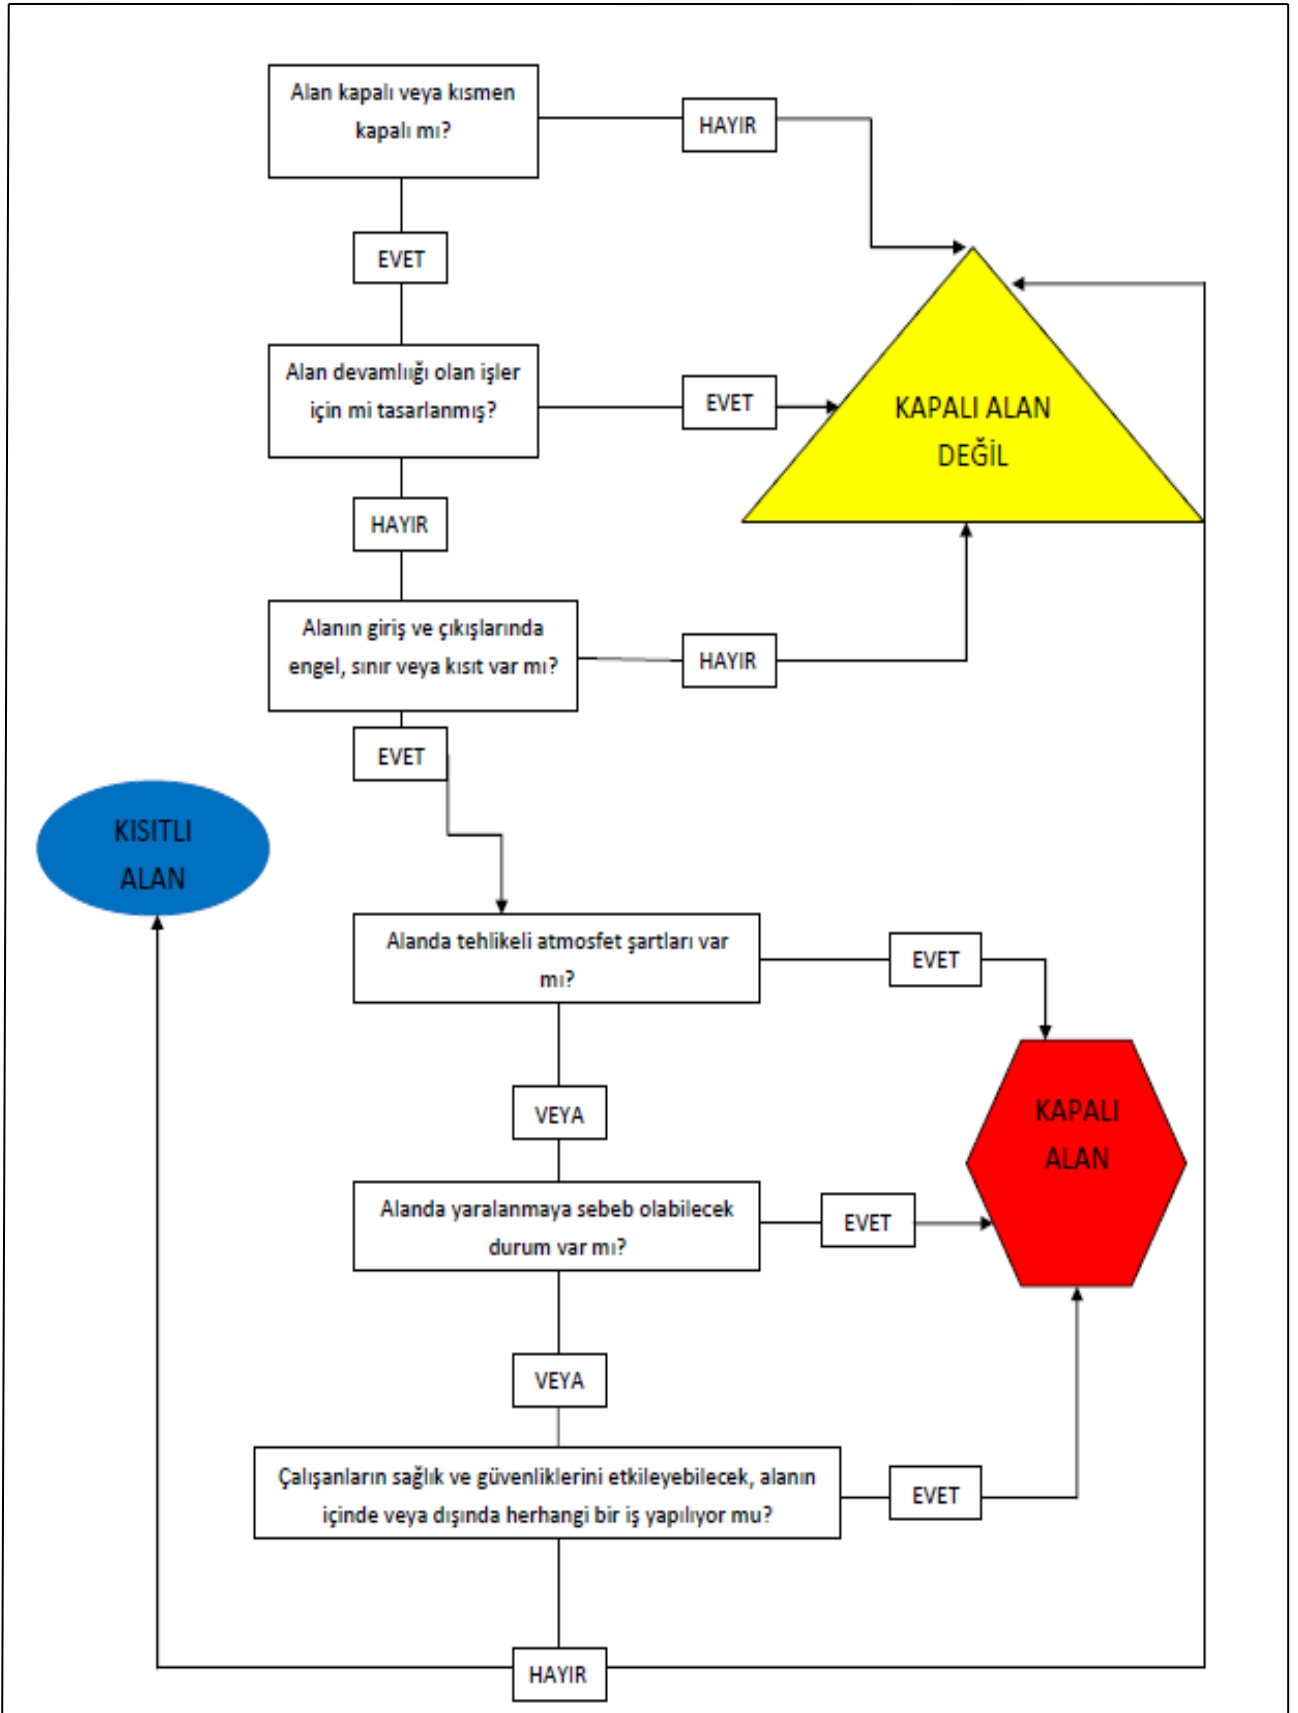 Alan kapalı veya kısmen
kapalı mı?
HAYIR
EVET
Alan devamlıığı olan işler
için mi tasarlanmış?
EVET
KAPALI ALAN
DEĞİL
HAYIR
Alanın giriş ve çıkışlarında
engel, sınır veya kısıt var mı?
HAYIR
EVET
KISITLI
ALAN
Alanda tehlikeli atmosfet şartları var
mı?
EVET
VEYA
KAPALI
ALAN
Alanda yaralanmaya sebeb olabilecek
durum var mı?
EVET
VEYA
Çalışanların sağlık ve güvenliklerini etkileyebilecek, alanın
içinde veya dışında herhangi bir iş yapılıyor mu?
EVET
HAYIR